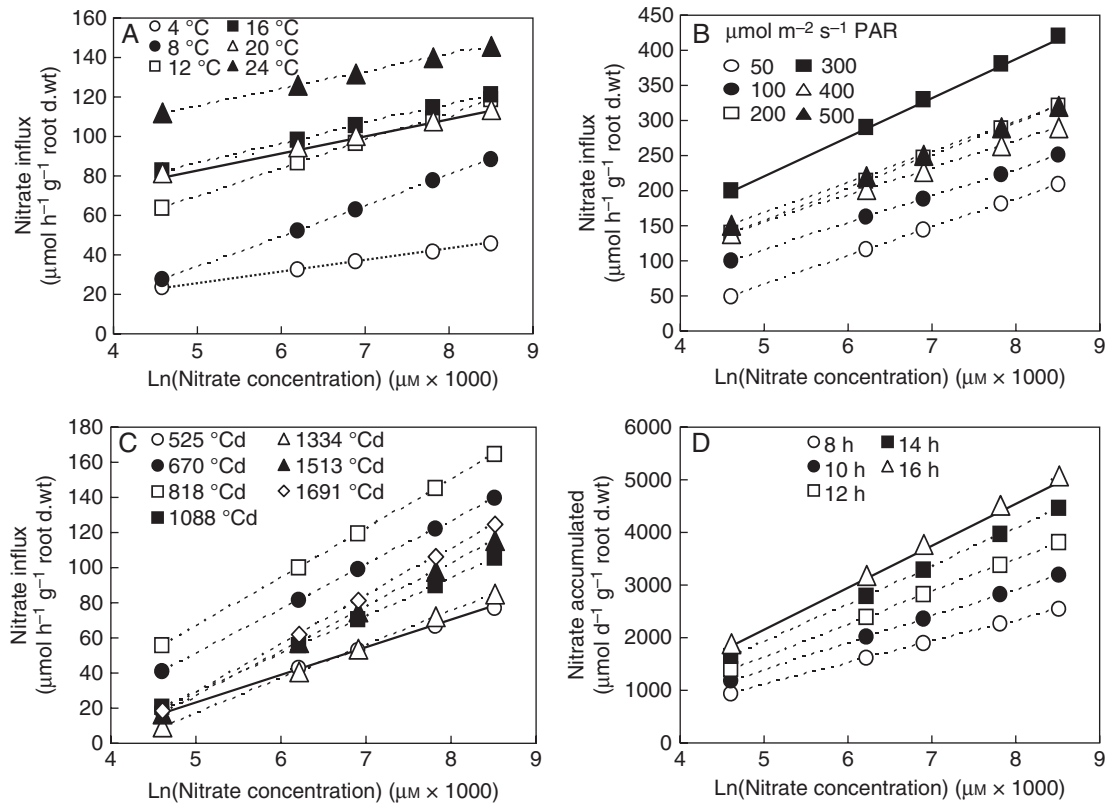 A
4 °C 16 °C
8 °C 20 °C
12 °C 24 °C
160
140
120
100
80
60
40
20
0
4 5 6 7 8 9
Nitrate influx
(µmol h⁻¹ g⁻¹ root d.wt)
Ln(Nitrate concentration) (µM × 1000)
B
µmol m⁻² s⁻¹ PAR
50 300
100 400
200 500
450
400
350
300
250
200
150
100
50
0
4 5 6 7 8 9
Nitrate influx
(µmol h⁻¹ g⁻¹ root d.wt)
Ln(Nitrate concentration) (µM × 1000)
C
525 °Cd 1334 °Cd
670 °Cd 1513 °Cd
818 °Cd 1691 °Cd
1088 °Cd
180
160
140
120
100
80
60
40
20
0
4 5 6 7 8 9
Nitrate influx
(µmol h⁻¹ g⁻¹ root d.wt)
Ln(Nitrate concentration) (µM × 1000)
D
8 h 14 h
10 h 16 h
12 h
6000
5000
4000
3000
2000
1000
0
4 5 6 7 8 9
Nitrate accumulated
(µmol d⁻¹ g⁻¹ root d.wt)
Ln(Nitrate concentration) (µM × 1000)